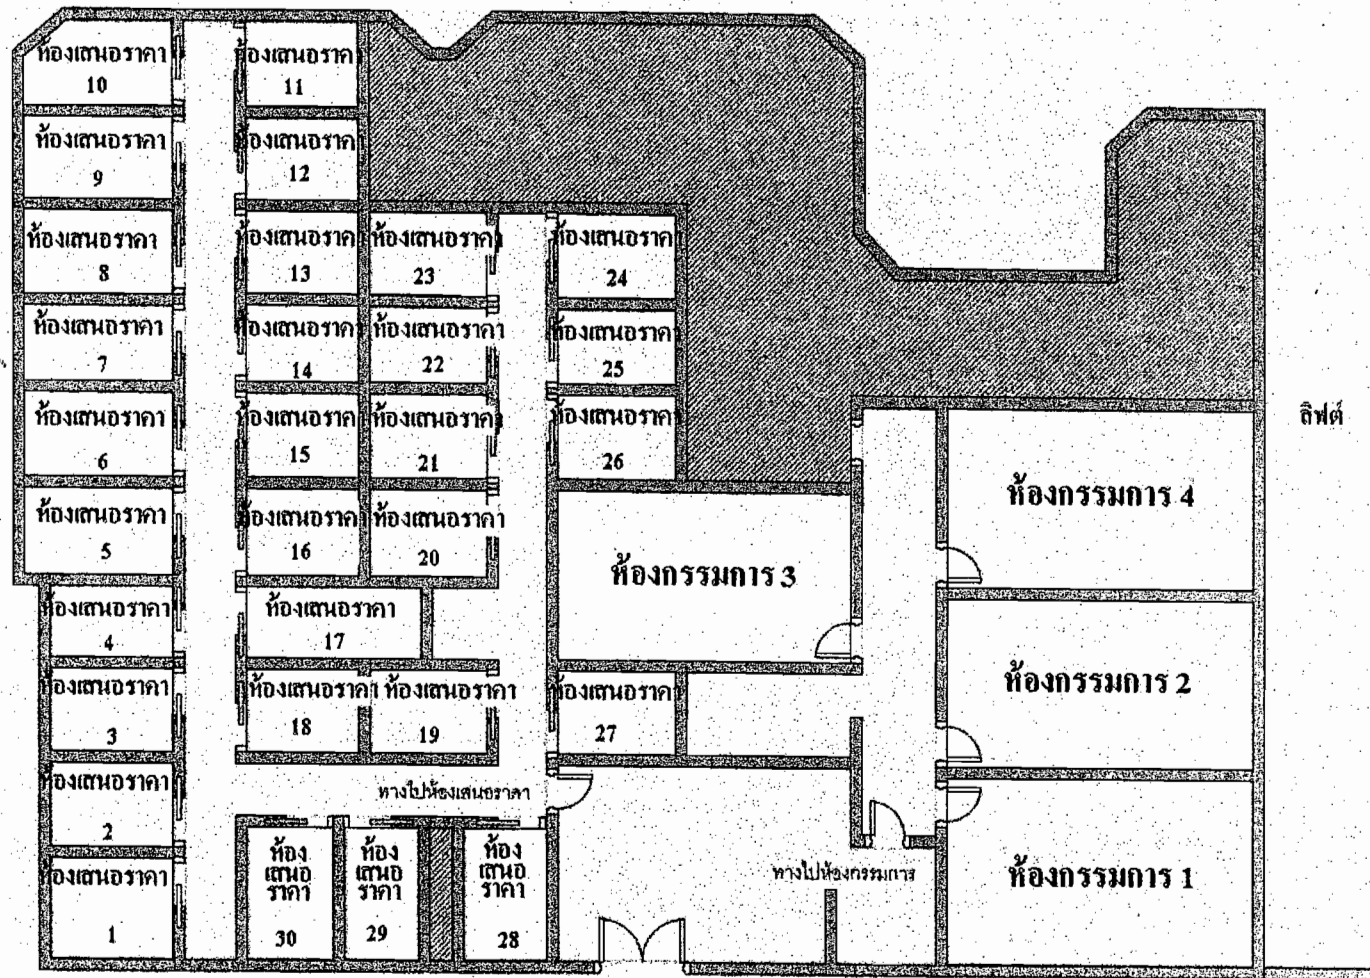 ห้องเสนอราคา
10
ห้องเสนอราคา
11
ห้องเสนอราคา
9
ห้องเสนอราคา
12
ห้องเสนอราคา
8
ห้องเสนอราคา
13
ห้องเสนอราคา
23
ห้องเสนอราคา
24
ห้องเสนอราคา
7
ห้องเสนอราคา
14
ห้องเสนอราคา
22
ห้องเสนอราคา
25
ห้องเสนอราคา
6
ห้องเสนอราคา
15
ห้องเสนอราคา
21
ห้องเสนอราคา
26
ลิฟต์
ห้องกรรมการ 4
ห้องเสนอราคา
5
ห้องเสนอราคา
16
ห้องเสนอราคา
20
ห้องกรรมการ 3
ห้องเสนอราคา
4
ห้องเสนอราคา
17
ห้องกรรมการ 2
ห้องเสนอราคา
3
ห้องเสนอราคา
18
ห้องเสนอราคา
19
ห้องเสนอราคา
27
ห้องเสนอราคา
2
ทางไปห้องเสนอราคา
ห้องเสนอราคา
1
ห้อง
เสนอ
ราคา
30
ห้อง
เสนอ
ราคา
29
ห้อง
เสนอ
ราคา
28
ทางไปห้องกรรมการ
ห้องกรรมการ 1